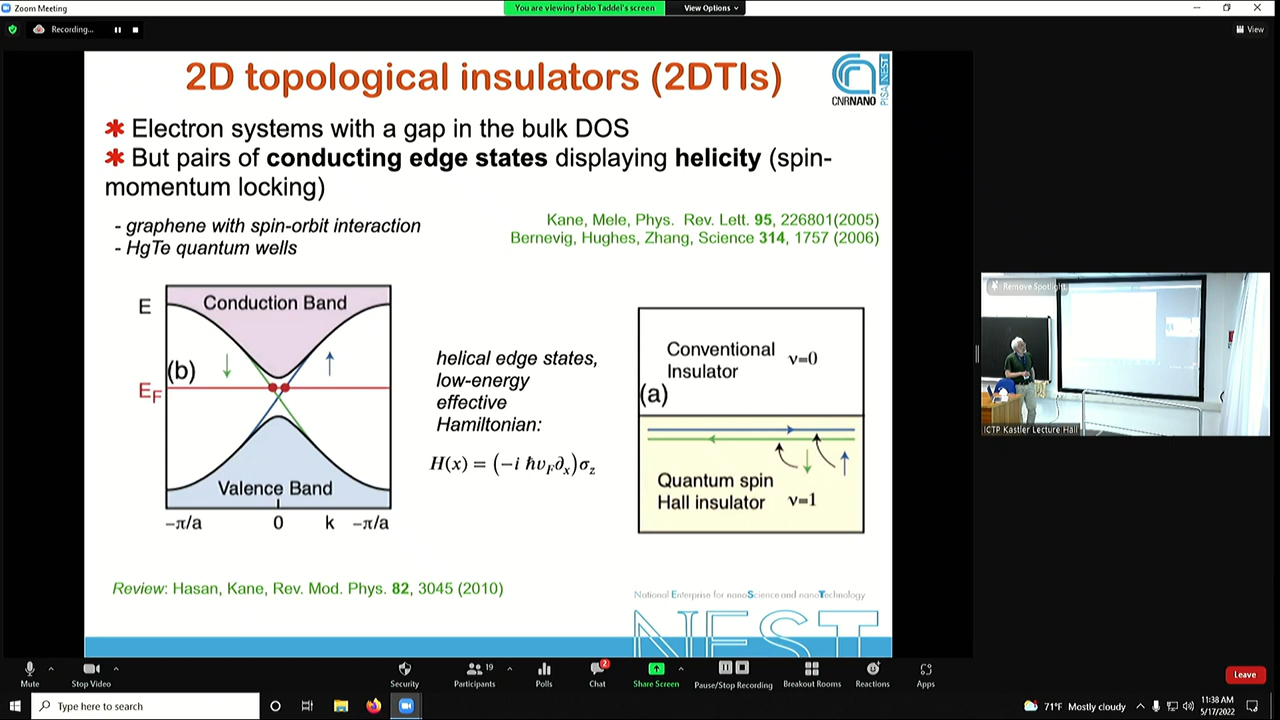 Zoom Meeting
You are viewing Fabio Taddei's screen
View Options
Recording...
View
2D topological insulators (2DTIs)
CNRNANO
PISA NEST
✱ Electron systems with a gap in the bulk DOS
✱ But pairs of conducting edge states displaying helicity (spin-
momentum locking)
- graphene with spin-orbit interaction
- HgTe quantum wells
Kane, Mele, Phys. Rev. Lett. 95, 226801(2005)
Bernevig, Hughes, Zhang, Science 314, 1757 (2006)
E
Conduction Band
(b)
↓
↑
E_F
Valence Band
−π/a 0 k −π/a
helical edge states,
low-energy
effective
Hamiltonian:
H(x) = (−i ℏυ_F∂_x)σ_z
Conventional
Insulator
ν=0
(a)
↓
↑
Quantum spin
Hall insulator
ν=1
Review: Hasan, Kane, Rev. Mod. Phys. 82, 3045 (2010)
National Enterprise for nanoScience and nanoTechnology
NEST
Remove Spotlight
ICTP Kastler Lecture Hall
Mute
Stop Video
Security
Participants
19
Polls
Chat
2
Share Screen
Pause/Stop Recording
Breakout Rooms
Reactions
Apps
Leave
Type here to search
71°F Mostly cloudy
11:38 AM
5/17/2022